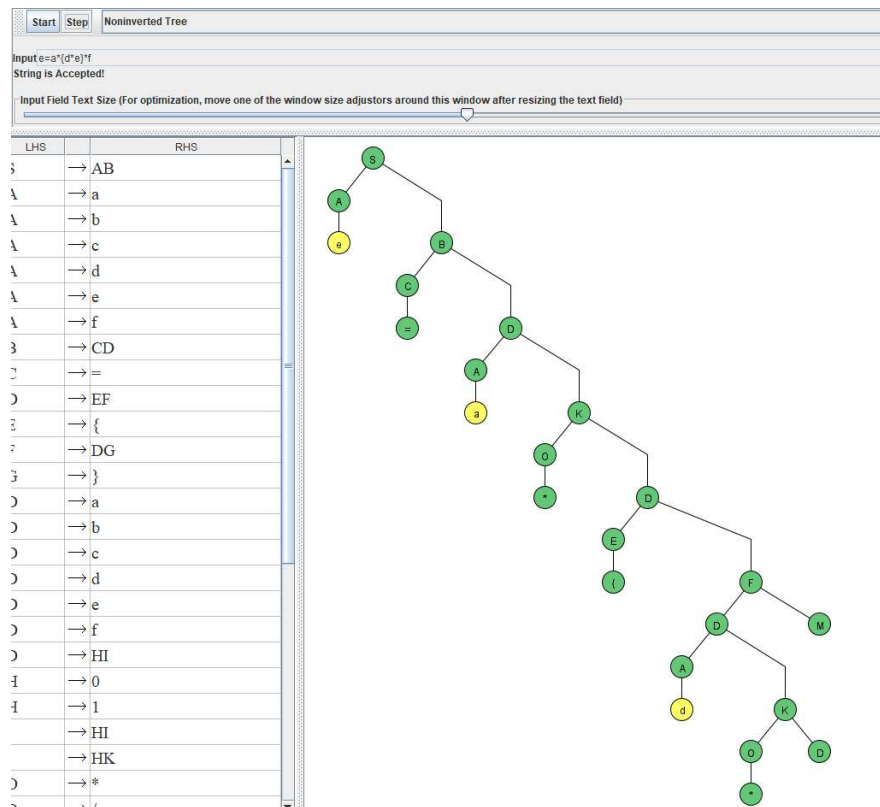 Start Step Noninverted Tree
Input e=a*{d*e}*f
String is Accepted!
Input Field Text Size (For optimization, move one of the window size adjustors around this window after resizing the text field)
LHS RHS
S → AB
A → a
A → b
A → c
A → d
A → e
A → f
B → CD
C → =
D → EF
E → {
F → DG
G → }
D → a
D → b
D → c
D → d
D → e
D → f
D → HI
H → 0
H → 1
→ HI
→ HK
O → *
S
A
e
B
C
=
D
A
a
K
O
*
D
E
{
F
D
M
A
d
K
O
D
*